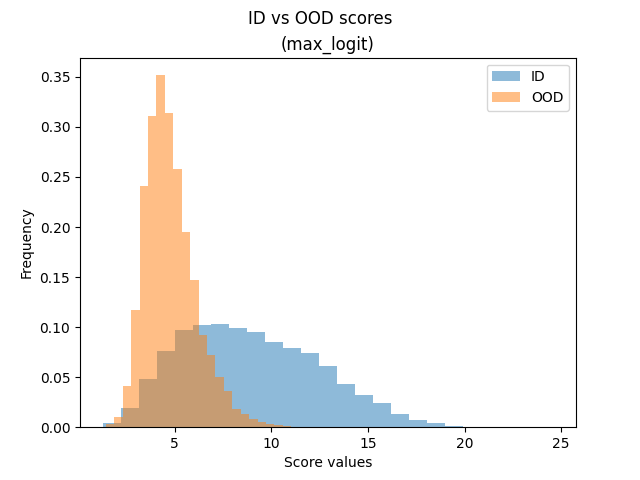 ID vs OOD scores
(max_logit)
ID
OOD
0.35
0.30
0.25
0.20
0.15
0.10
0.05
0.00
Frequency
5
10
15
20
25
Score values